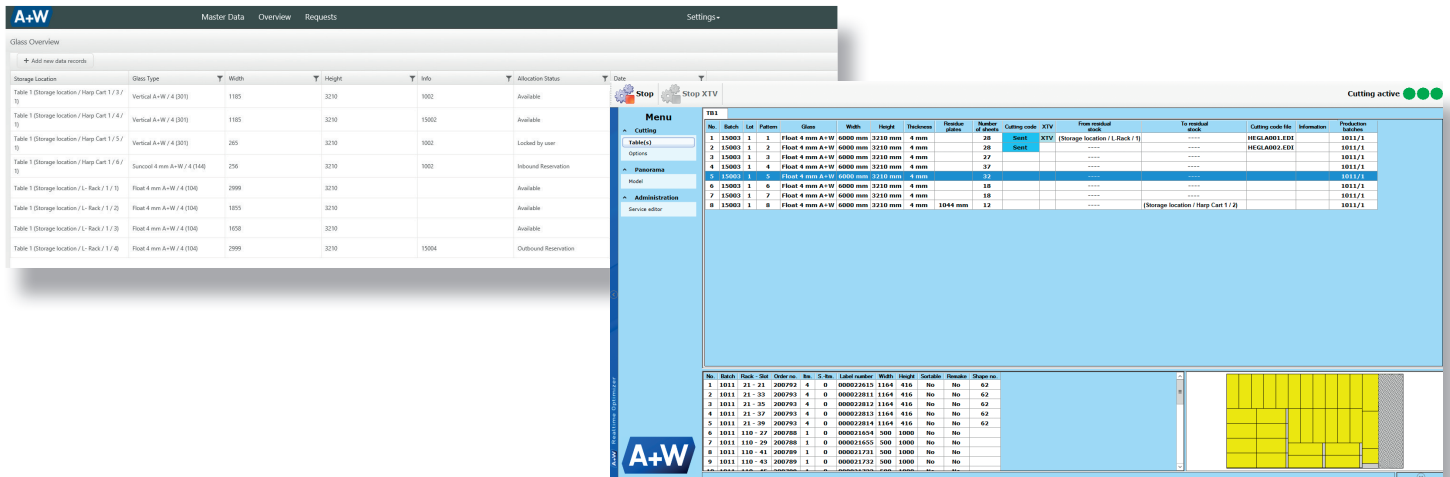 A+W Master Data Overview Requests Settings
Glass Overview
+ Add new data records
Storage Location Glass Type Width Height Info Allocation Status Date
Table 1 (Storage location / Harp Cart 1 / 3 / 1) Vertical A+W / 4 (301) 1185 3210 1002 Available
Table 1 (Storage location / Harp Cart 1 / 4 / 1) Vertical A+W / 4 (301) 1185 3210 15002 Available
Table 1 (Storage location / Harp Cart 1 / 5 / 1) Vertical A+W / 4 (301) 265 3210 1002 Locked by user
Table 1 (Storage location / Harp Cart 1 / 6 / 1) Suncool 4 mm A+W / 4 (144) 256 3210 1002 Inbound Reservation
Table 1 (Storage location / L- Rack / 1 / 1) Float 4 mm A+W / 4 (104) 2999 3210 Available
Table 1 (Storage location / L- Rack / 1 / 2) Float 4 mm A+W / 4 (104) 1855 3210 Available
Table 1 (Storage location / L- Rack / 1 / 3) Float 4 mm A+W / 4 (104) 1658 3210 Available
Table 1 (Storage location / L- Rack / 1 / 4) Float 4 mm A+W / 4 (104) 2999 3210 15004 Outbound Reservation
Stop Stop XTV Cutting active
Menu
Cutting
Table(s)
Options
Panorama
Model
Administration
Service editor
A+W Realtime Optimizer
A+W
TB1
No. Batch Lot Pattern Glass Width Height Thickness Residue plates Number of sheets Cutting code XTV From residual stock To residual stock Cutting code file Information Production batches
1 15003 1 1 Float 4 mm A+W 6000 mm 3210 mm 4 mm 28 Sent XTV (Storage location / L-Rack / 1) ---- HEGLA001.EDI 1011/1
2 15003 1 2 Float 4 mm A+W 6000 mm 3210 mm 4 mm 28 Sent ---- ---- HEGLA002.EDI 1011/1
3 15003 1 3 Float 4 mm A+W 6000 mm 3210 mm 4 mm 27 ---- ---- 1011/1
4 15003 1 4 Float 4 mm A+W 6000 mm 3210 mm 4 mm 37 ---- ---- 1011/1
5 15003 1 5 Float 4 mm A+W 6000 mm 3210 mm 4 mm 32 ---- ---- 1011/1
6 15003 1 6 Float 4 mm A+W 6000 mm 3210 mm 4 mm 18 ---- ---- 1011/1
7 15003 1 7 Float 4 mm A+W 6000 mm 3210 mm 4 mm 18 ---- ---- 1011/1
8 15003 1 8 Float 4 mm A+W 6000 mm 3210 mm 4 mm 1044 mm 12 ---- (Storage location / Harp Cart 1 / 2) 1011/1
No. Batch Rack - Slot Order no. Itm. S.-Itm. Label number Width Height Sortable Remake Shape no.
1 1011 21 - 21 200792 4 0 000022615 1164 416 No No 62
2 1011 21 - 33 200793 4 0 000022811 1164 416 No No 62
3 1011 21 - 35 200793 4 0 000022812 1164 416 No No 62
4 1011 21 - 37 200793 4 0 000022813 1164 416 No No 62
5 1011 21 - 39 200793 4 0 000022814 1164 416 No No 62
6 1011 110 - 27 200788 1 0 000021654 500 1000 No No
7 1011 110 - 29 200788 1 0 000021655 500 1000 No No
8 1011 110 - 41 200789 1 0 000021731 500 1000 No No
9 1011 110 - 43 200789 1 0 000021732 500 1000 No No